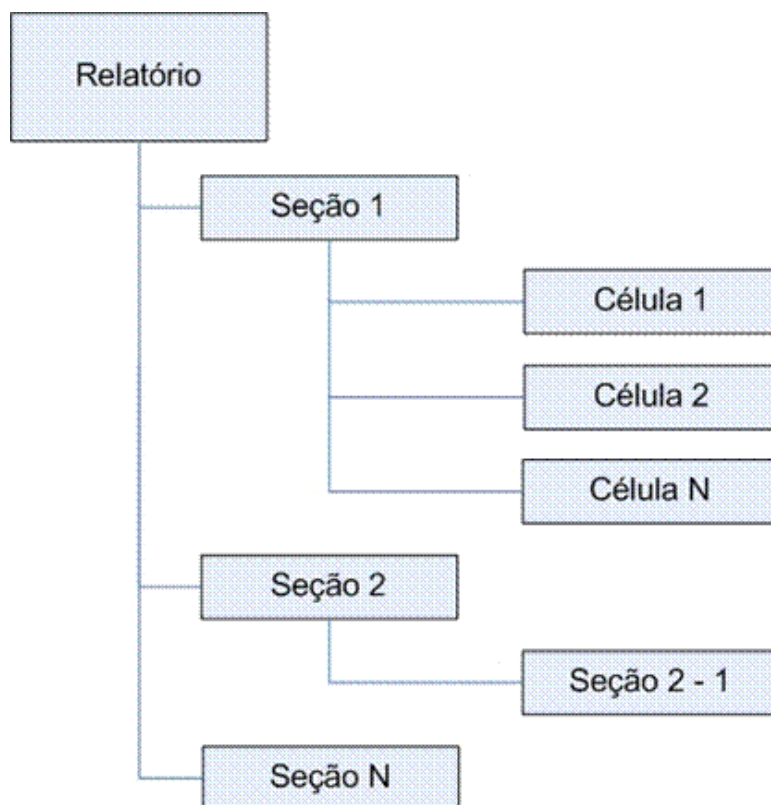 Relatório
Seção 1
Célula 1
Célula 2
Célula N
Seção 2
Seção 2 - 1
Seção N